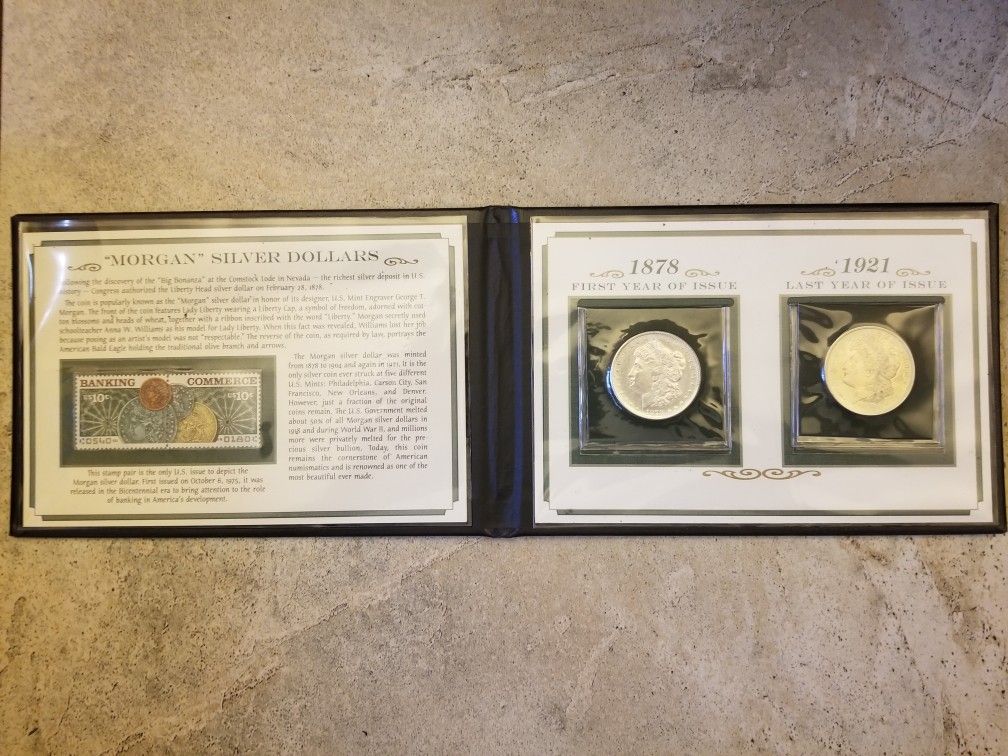 "MORGAN" SILVER DOLLARS
Following the discovery of the "Big Bonanza" at the Comstock Lode in Nevada — the richest silver deposit in U.S.
history — Congress authorized the Liberty Head silver dollar on February 28, 1878.
The coin is popularly known as the "Morgan" silver dollar in honor of its designer, U.S. Mint Engraver George T.
Morgan. The front of the coin features Lady Liberty wearing a Liberty Cap, a symbol of freedom, adorned with cot-
ton blossoms and heads of wheat, together with a ribbon inscribed with the word "Liberty." Morgan secretly used
schoolteacher Anna W. Williams as his model for Lady Liberty. When this fact was revealed, Williams lost her job
because posing as an artist's model was not "respectable." The reverse of the coin, as required by law, portrays the
American Bald Eagle holding the traditional olive branch and arrows.
BANKING COMMERCE
US10c US10c
This stamp pair is the only U.S. issue to depict the
Morgan silver dollar. First issued on October 6, 1975, it was
released in the Bicentennial era to bring attention to the role
of banking in America's development.
The Morgan silver dollar was minted
from 1878 to 1904 and again in 1921. It is the
only silver coin ever struck at five different
U.S. Mints: Philadelphia, Carson City, San
Francisco, New Orleans, and Denver.
However, just a fraction of the original
coins remain. The U.S. Government melted
about 50% of all Morgan silver dollars in
1918 and during World War II, and millions
more were privately melted for the pre-
cious silver bullion. Today, this coin
remains the cornerstone of American
numismatics and is renowned as one of the
most beautiful ever made.
1878
FIRST YEAR OF ISSUE
1921
LAST YEAR OF ISSUE